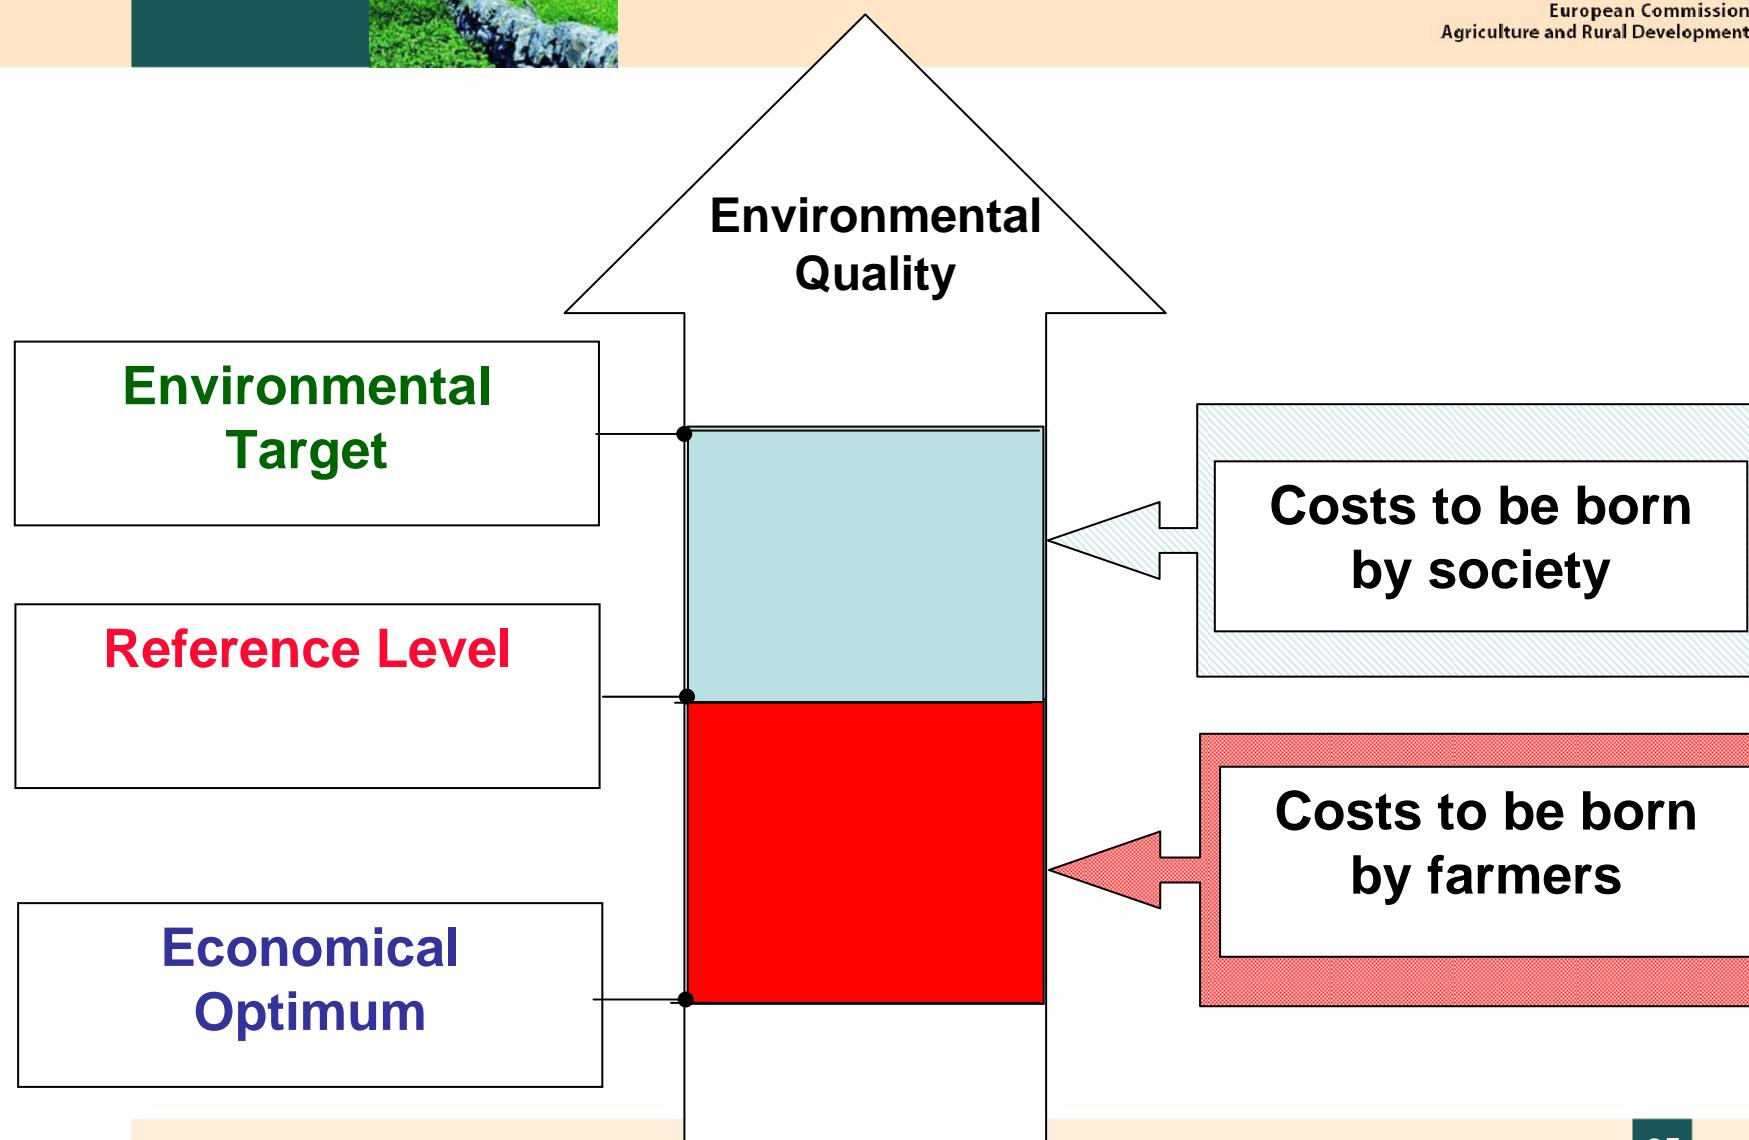 European Commission
Agriculture and Rural Development
Environmental
Quality
Environmental
Target
Costs to be born
by society
Reference Level
Costs to be born
by farmers
Economical
Optimum